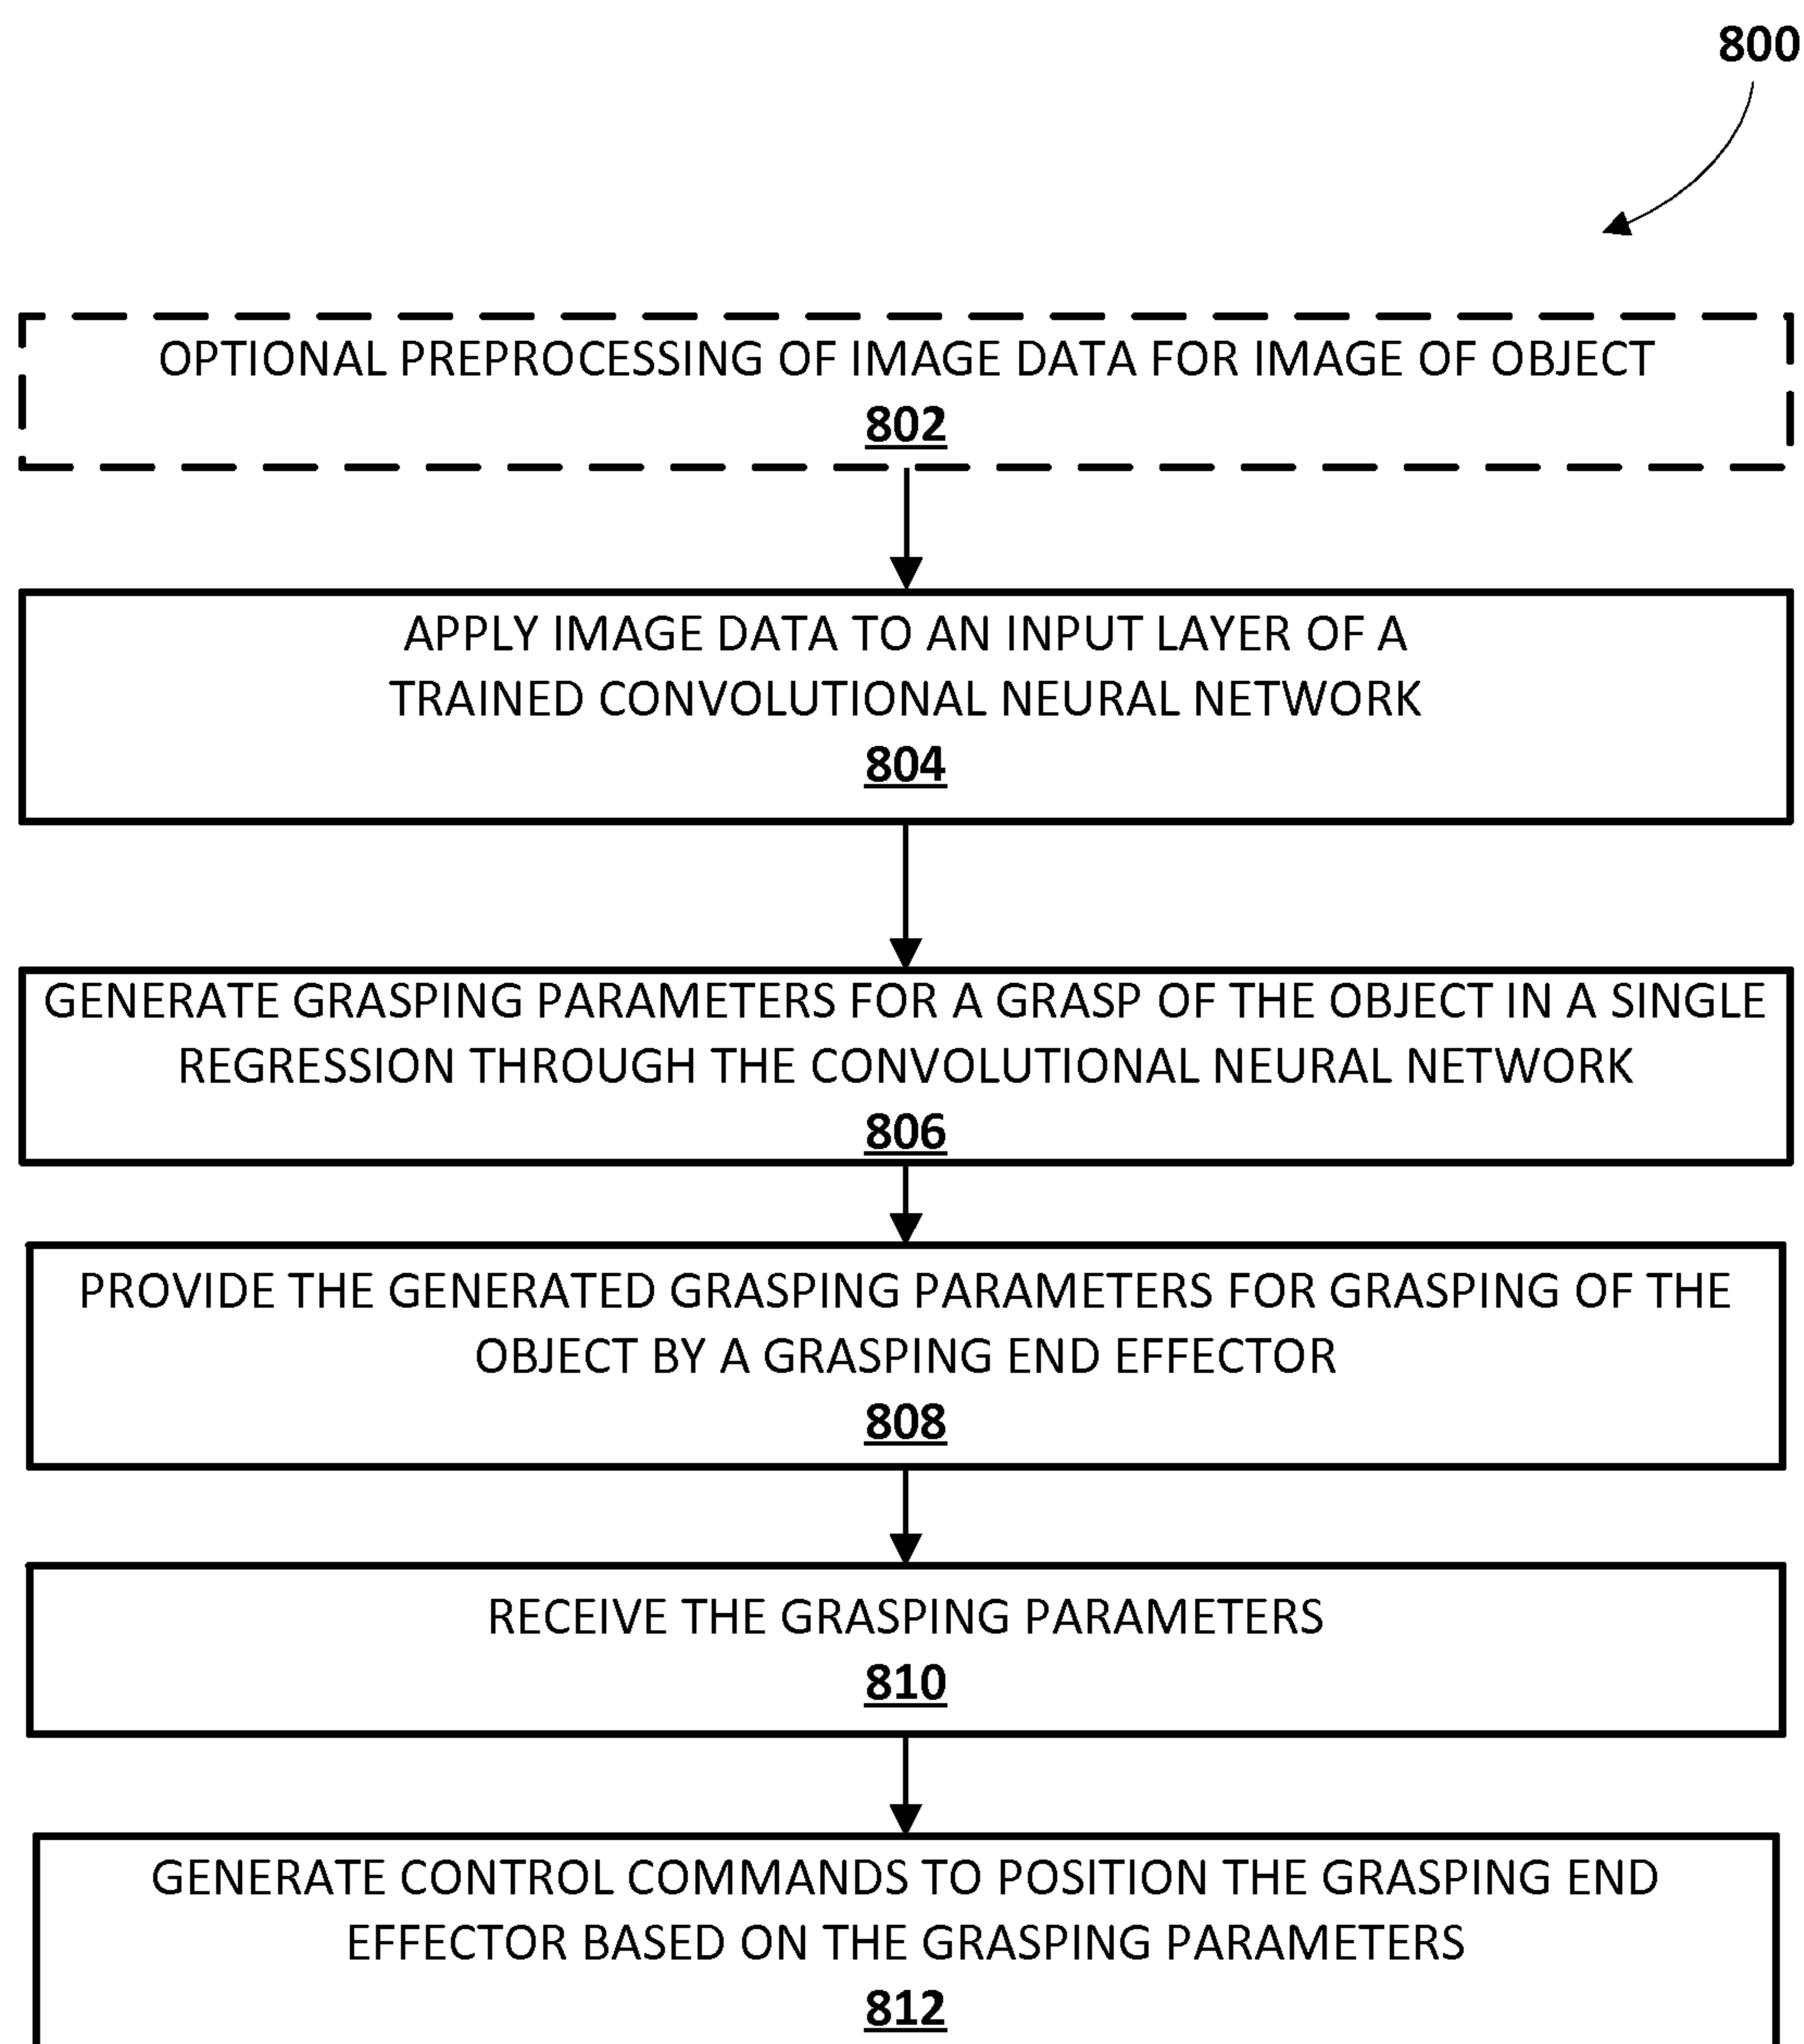 800
OPTIONAL PREPROCESSING OF IMAGE DATA FOR IMAGE OF OBJECT
802
APPLY IMAGE DATA TO AN INPUT LAYER OF A
TRAINED CONVOLUTIONAL NEURAL NETWORK
804
GENERATE GRASPING PARAMETERS FOR A GRASP OF THE OBJECT IN A SINGLE
REGRESSION THROUGH THE CONVOLUTIONAL NEURAL NETWORK
806
PROVIDE THE GENERATED GRASPING PARAMETERS FOR GRASPING OF THE
OBJECT BY A GRASPING END EFFECTOR
808
RECEIVE THE GRASPING PARAMETERS
810
GENERATE CONTROL COMMANDS TO POSITION THE GRASPING END
EFFECTOR BASED ON THE GRASPING PARAMETERS
812